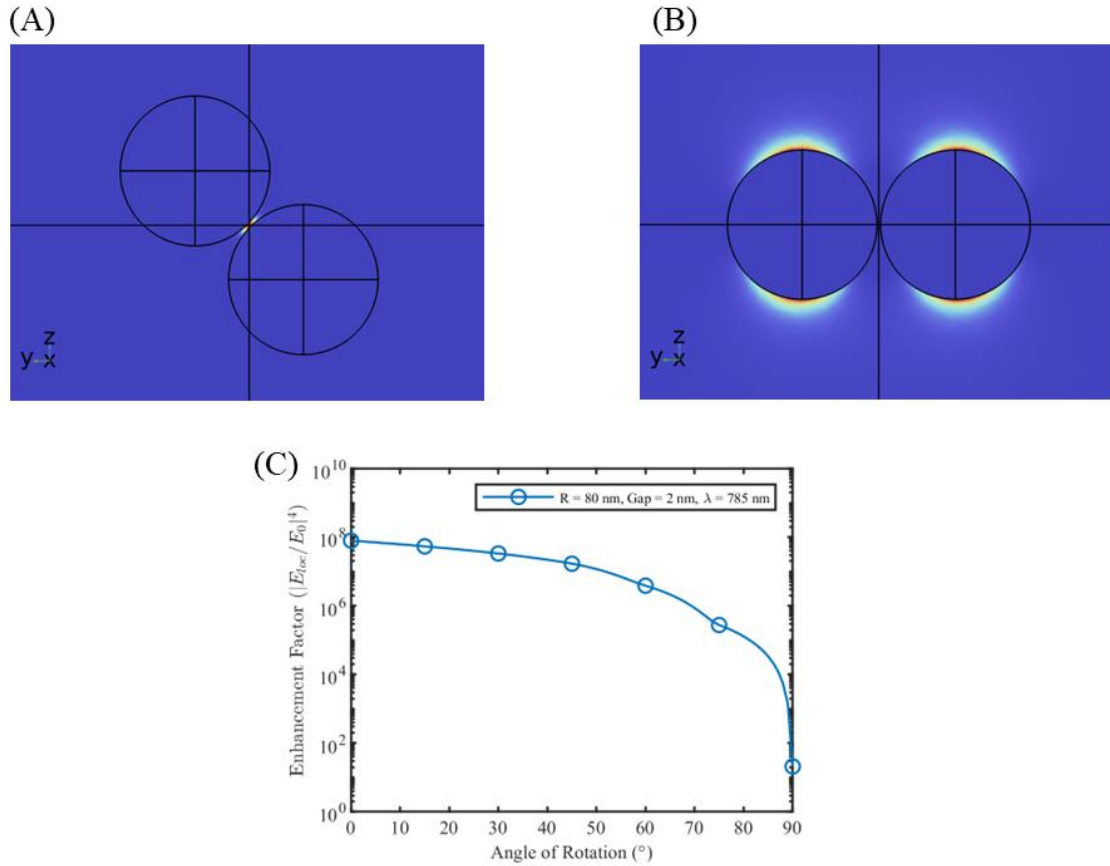 (A)
(B)
z
y x
z
y x
(C)
10^10
10^8
10^6
10^4
10^2
10^0
Enhancement Factor (|E_loc/E_0|^4)
R = 80 nm, Gap = 2 nm, λ = 785 nm
0 10 20 30 40 50 60 70 80 90
Angle of Rotation (°)